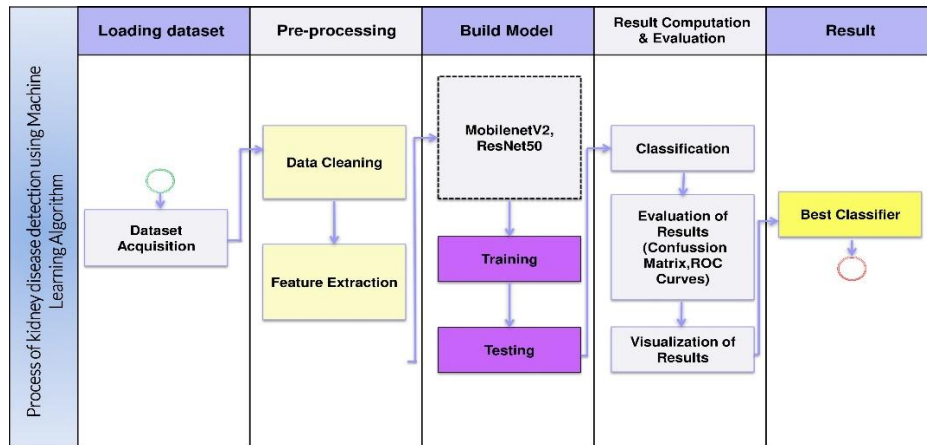 Process of kidney disease detection using Machine
Learning Algorithm
Loading dataset
Pre-processing
Build Model
Result Computation
& Evaluation
Result
Dataset
Acquisition
Data Cleaning
Feature Extraction
MobilenetV2,
ResNet50
Training
Testing
Classification
Evaluation of
Results
(Confussion
Matrix,ROC
Curves)
Visualization of
Results
Best Classifier